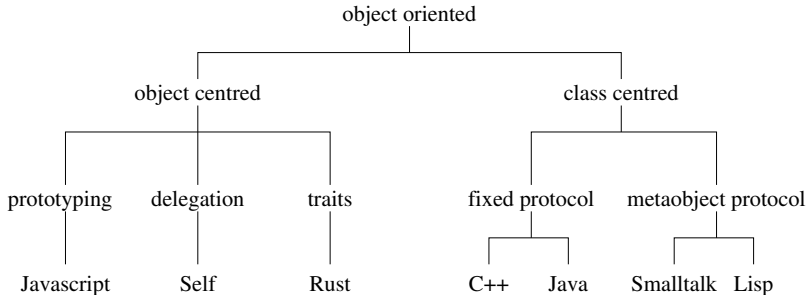 object oriented
object centred class centred
prototyping delegation traits fixed protocol metaobject protocol
Javascript Self Rust C++ Java Smalltalk Lisp